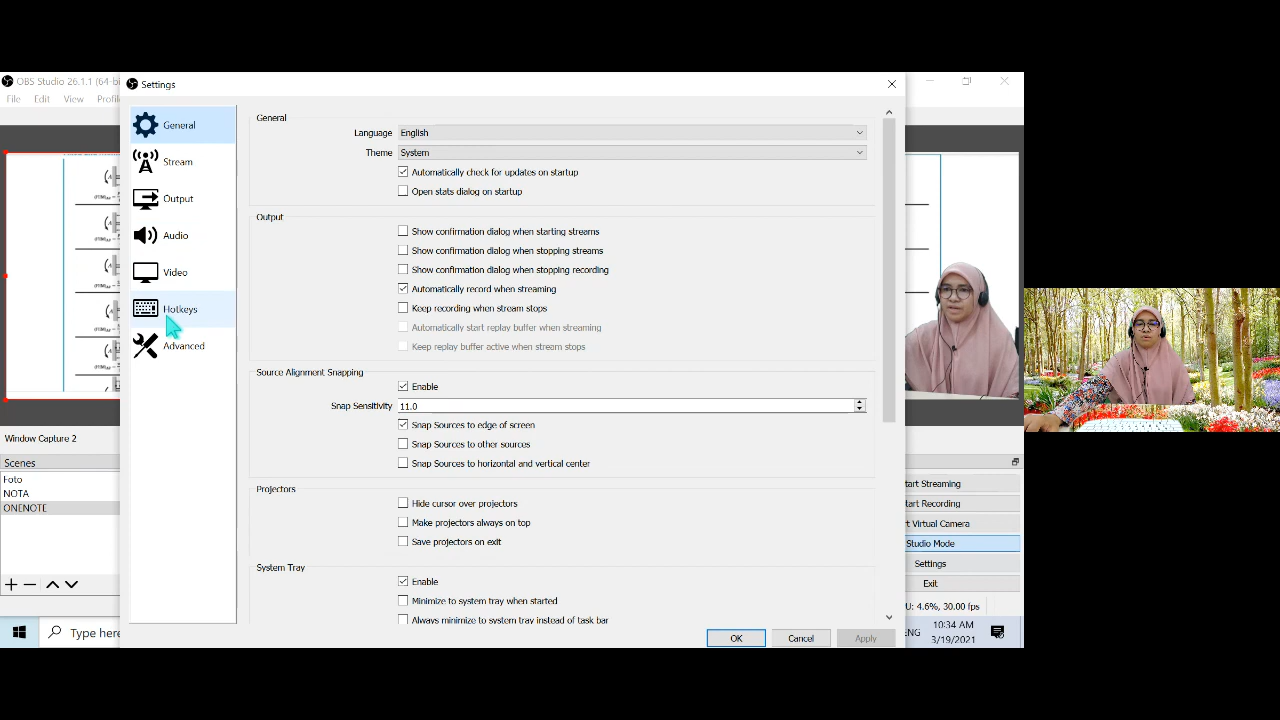 OBS Studio 26.1.1 (64-bi
Settings
File Edit View Profil
General
Stream
Output
Audio
Video
Hotkeys
Advanced
General
Language English
Theme System
Automatically check for updates on startup
Open stats dialog on startup
Output
Show confirmation dialog when starting streams
Show confirmation dialog when stopping streams
Show confirmation dialog when stopping recording
Automatically record when streaming
Keep recording when stream stops
Automatically start replay buffer when streaming
Keep replay buffer active when stream stops
Source Alignment Snapping
Enable
Snap Sensitivity 11.0
Snap Sources to edge of screen
Snap Sources to other sources
Snap Sources to horizontal and vertical center
Projectors
Hide cursor over projectors
Make projectors always on top
Save projectors on exit
System Tray
Enable
Minimize to system tray when started
Always minimize to system tray instead of task bar
OK Cancel Apply
Window Capture 2
Scenes
Foto
NOTA
ONENOTE
tart Streaming
tart Recording
rt Virtual Camera
Studio Mode
Settings
Exit
U: 4.6%, 30.00 fps
Type here
ENG
10:34 AM
3/19/2021